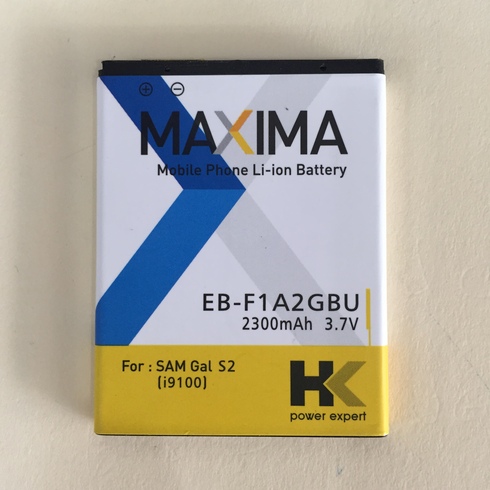 + −
MAXIMA
Mobile Phone Li-ion Battery
EB-F1A2GBU
2300mAh 3.7V
For : SAM Gal S2
(i9100)
HK
power expert